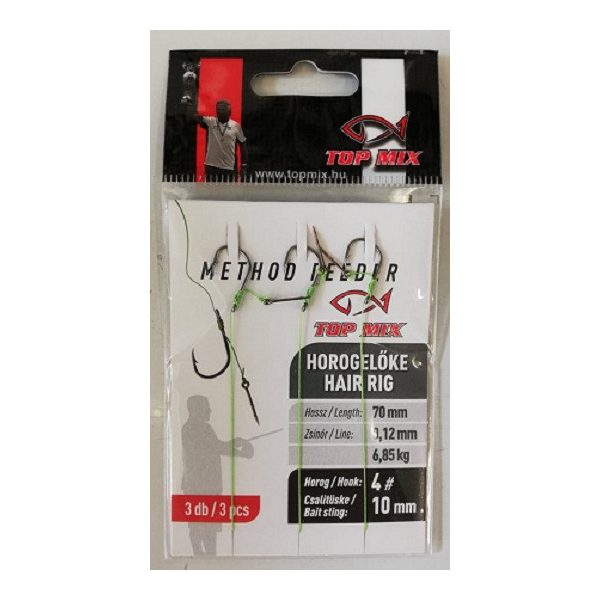 TOP MIX
www.topmix.hu
METHOD FEEDER
TOP MIX
HOROGELŐKE
HAIR RIG
Hossz / Length: 70 mm
Zsinór / Line: 0,12 mm
6,85 kg
Horog / Hook: 4#
Csalitüske /
Bait sting: 10 mm
3 db / 3 pcs